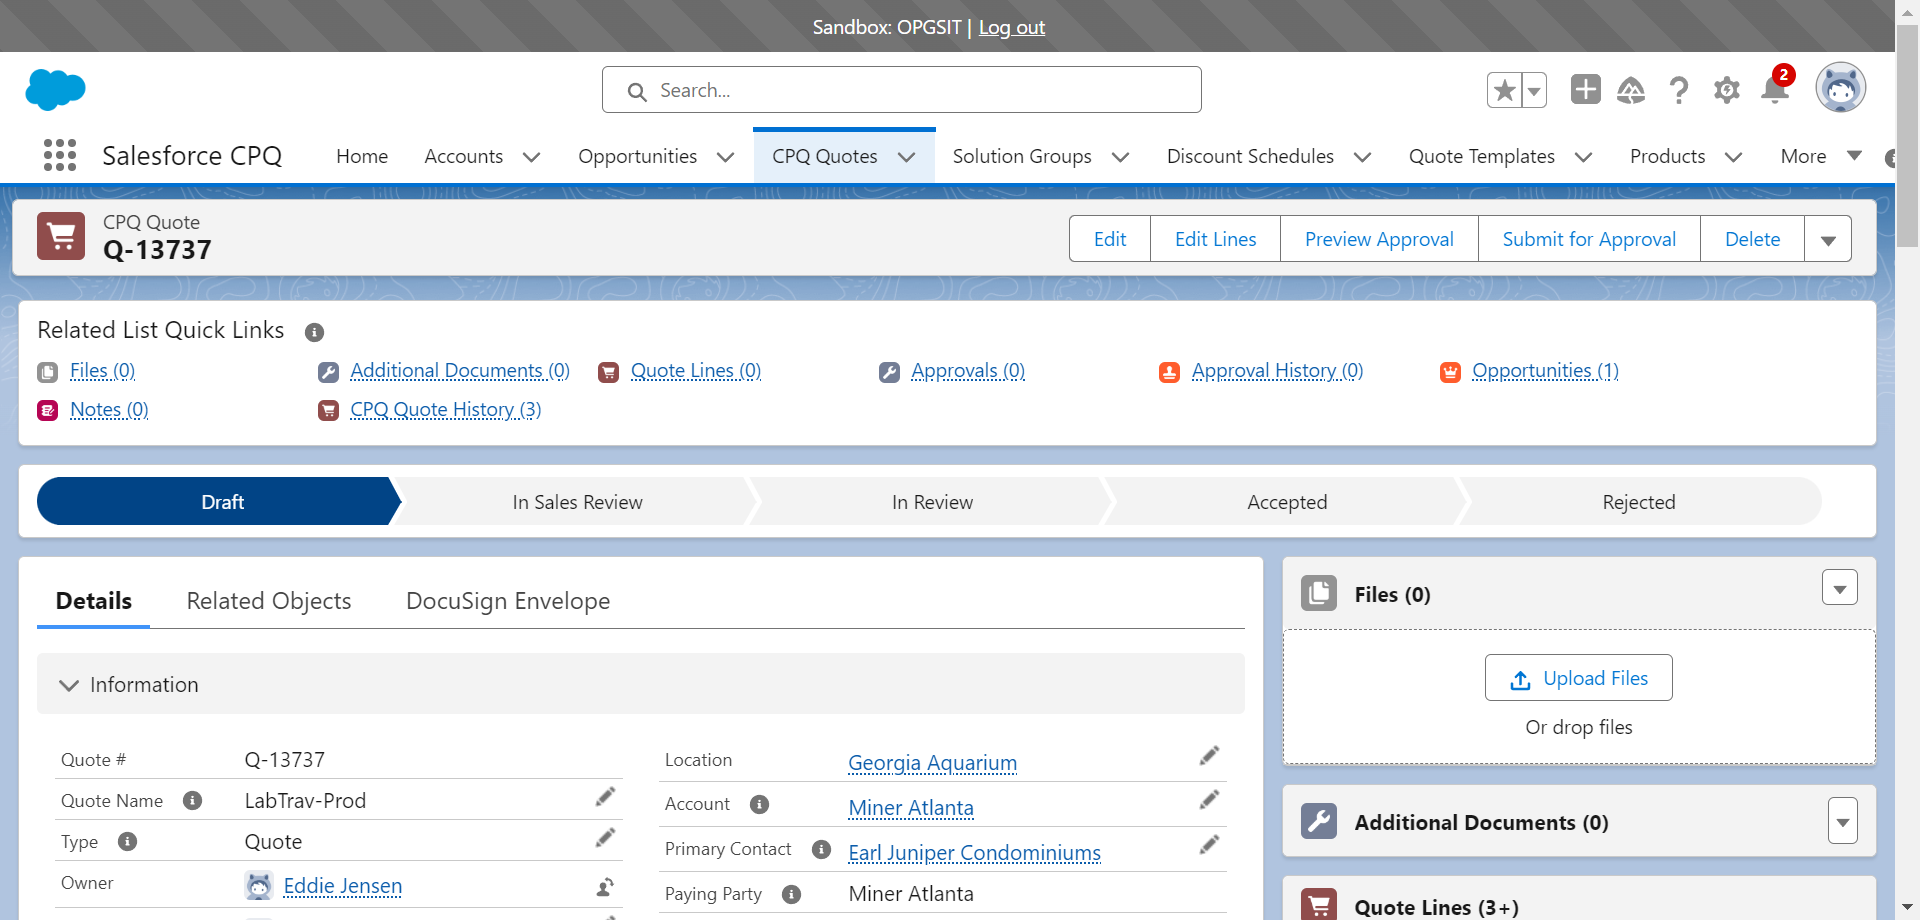 Sandbox: OPGSIT | Log out
Search...
2
Salesforce CPQ
Home
Accounts
Opportunities
CPQ Quotes
Solution Groups
Discount Schedules
Quote Templates
Products
More
CPQ Quote
Q-13737
Edit
Edit Lines
Preview Approval
Submit for Approval
Delete
Related List Quick Links
Files (0)
Additional Documents (0)
Quote Lines (0)
Approvals (0)
Approval History (0)
Opportunities (1)
Notes (0)
CPQ Quote History (3)
Draft
In Sales Review
In Review
Accepted
Rejected
Details
Related Objects
DocuSign Envelope
Information
Quote #
Q-13737
Quote Name
LabTrav-Prod
Type
Quote
Owner
Eddie Jensen
Location
Georgia Aquarium
Account
Miner Atlanta
Primary Contact
Earl Juniper Condominiums
Paying Party
Miner Atlanta
Files (0)
Upload Files
Or drop files
Additional Documents (0)
Quote Lines (3+)